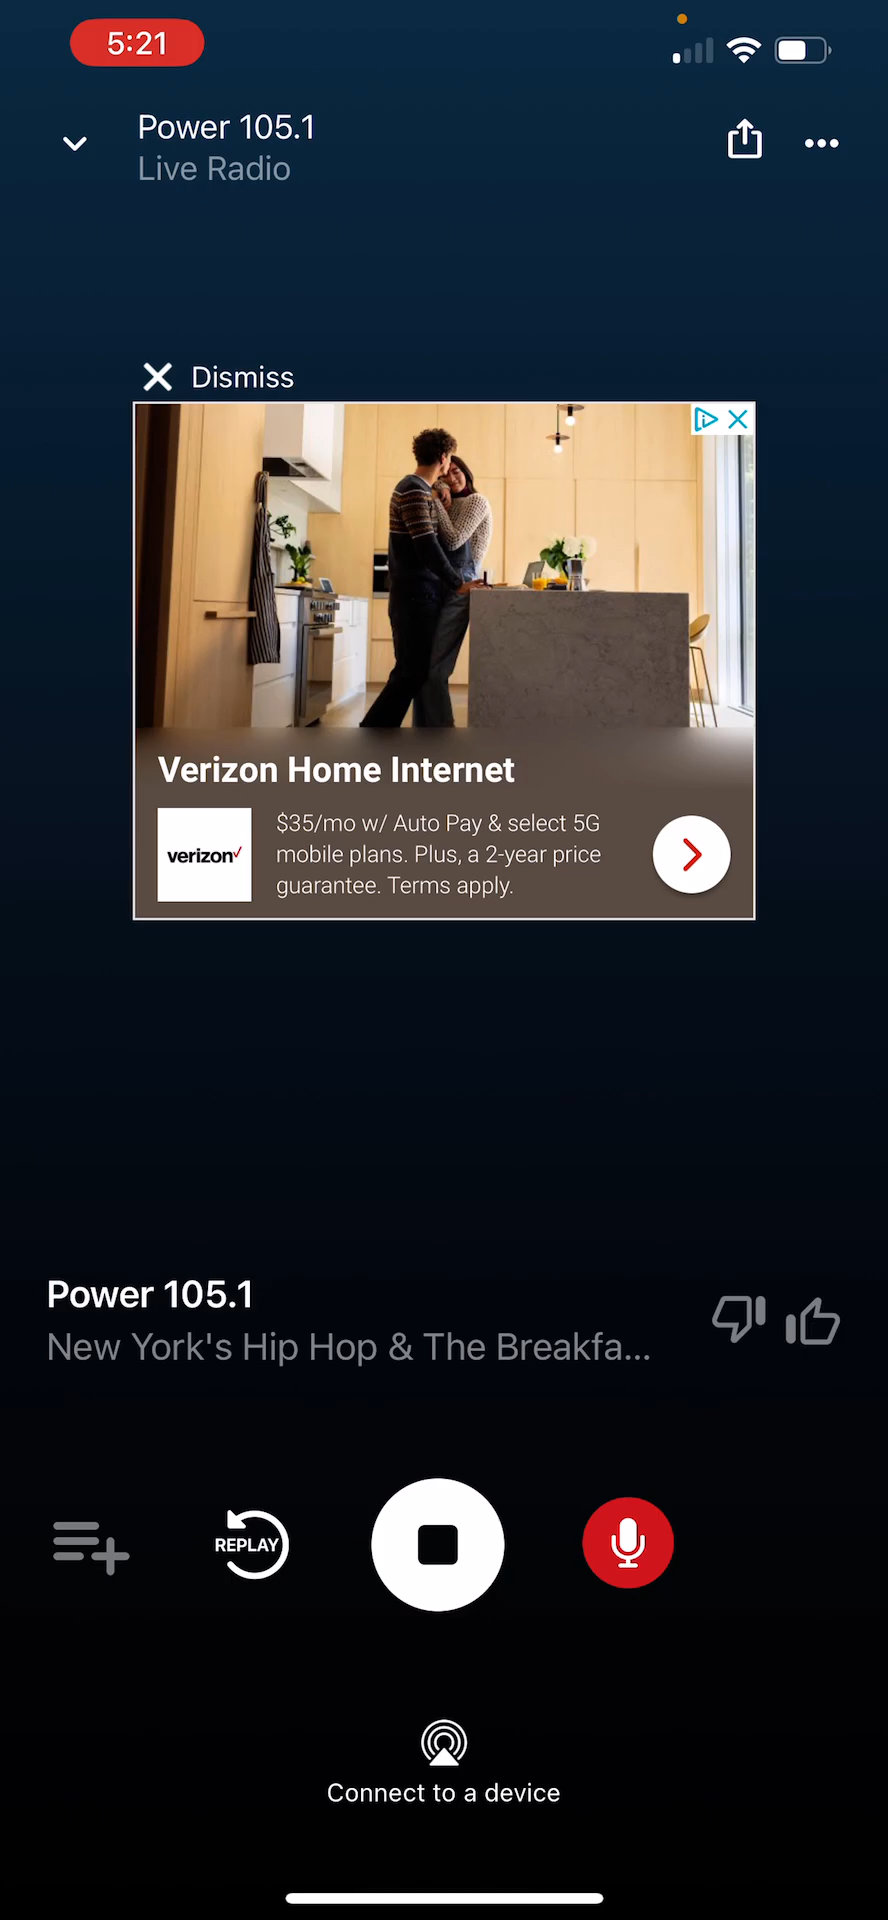 5:21
Power 105.1
Live Radio
Dismiss
Verizon Home Internet
verizon
$35/mo w/ Auto Pay & select 5G
mobile plans. Plus, a 2-year price
guarantee. Terms apply.
Power 105.1
New York's Hip Hop & The Breakfa...
REPLAY
Connect to a device